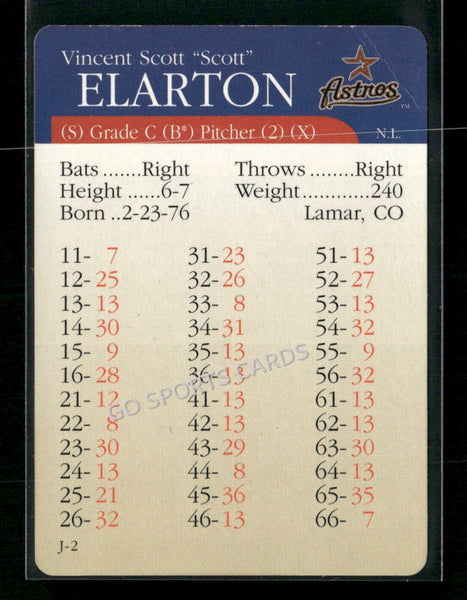 Vincent Scott “Scott”
ELARTON
Astros
TM
(S) Grade C (B*) Pitcher (2) (X)
N.L.
Bats .......Right
Throws ........Right
Height ......6-7
Weight............240
Born ..2-23-76
Lamar, CO
11- 7
31- 23
51- 13
12- 25
32- 26
52- 27
13- 13
33- 8
53- 13
14- 30
34- 31
54- 32
15- 9
35- 13
55- 9
16- 28
36- 13
56- 32
21- 12
41- 13
61- 13
22- 8
42- 13
62- 13
23- 30
43- 29
63- 30
24- 13
44- 8
64- 13
25- 21
45- 36
65- 35
26- 32
46- 13
66- 7
J-2
GO SPORTS CARDS